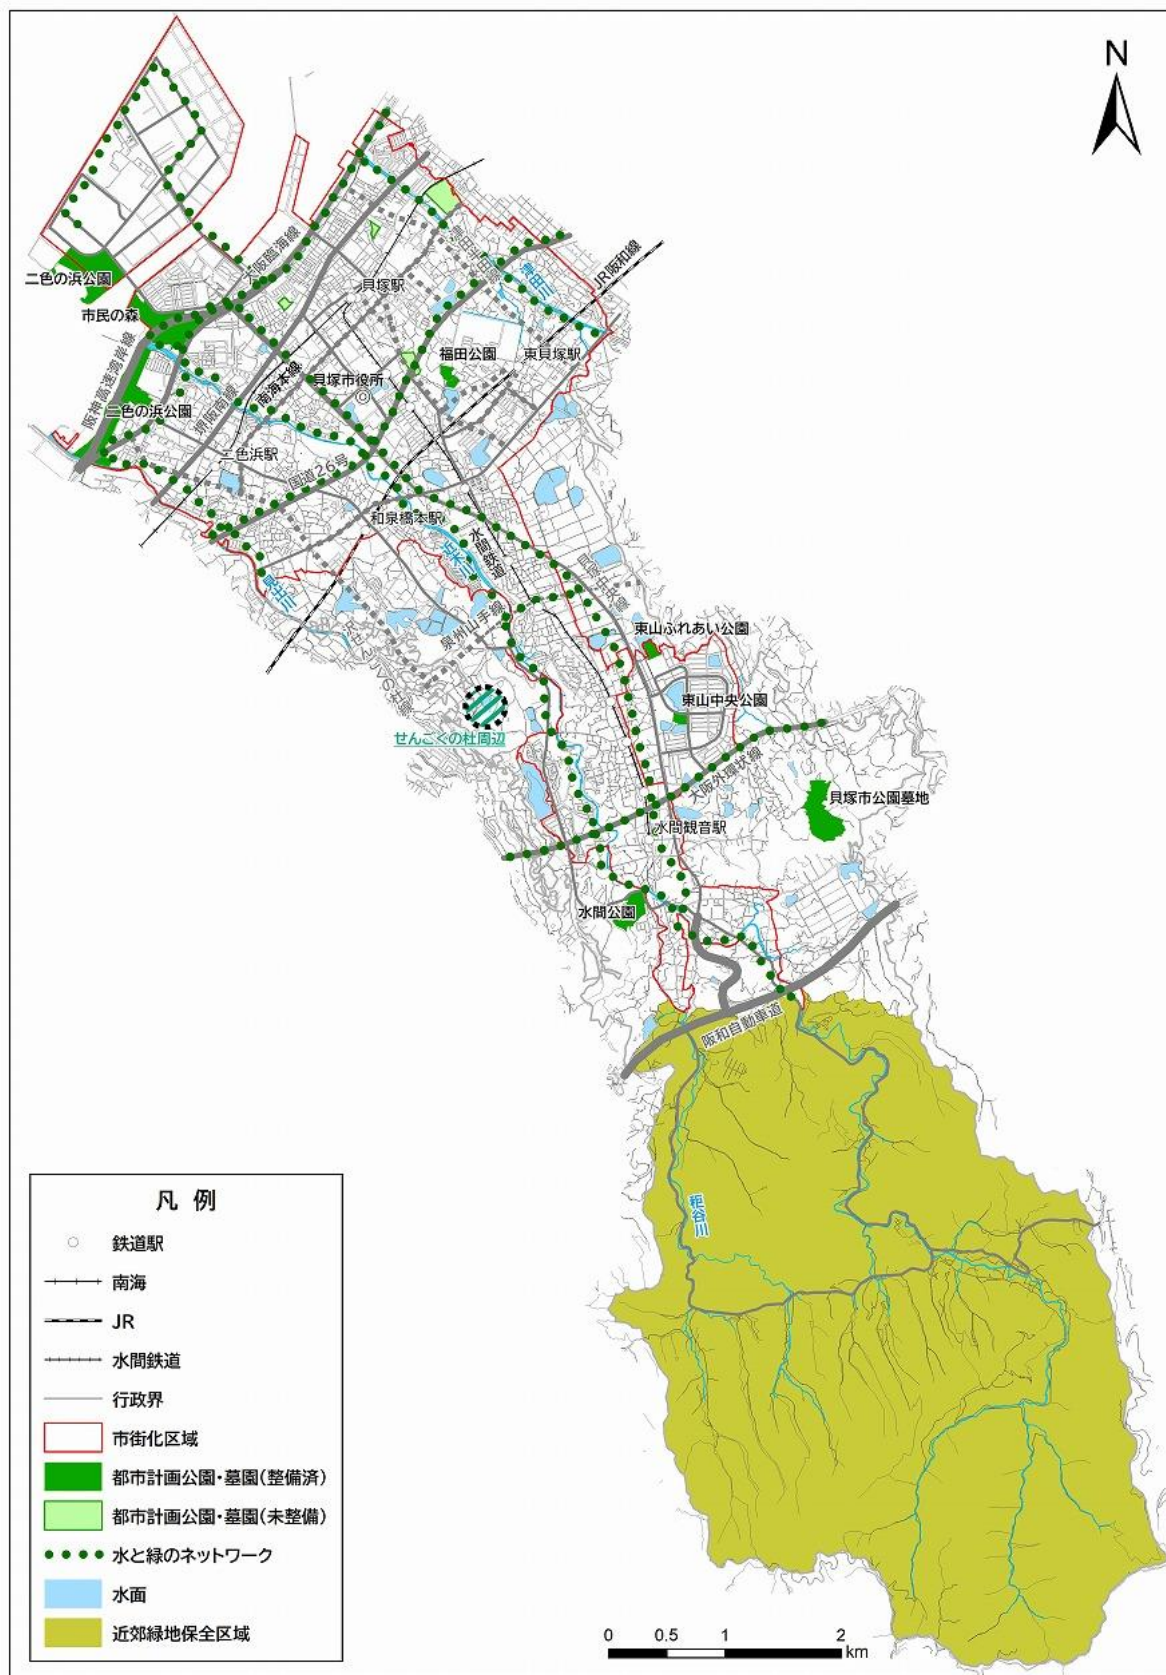 N
大阪臨海線
二色の浜公園
市民の森
貝塚駅
津田川
JR阪和線
福田公園
東貝塚駅
阪神高速湾岸線
二色の浜公園
堺阪南線
南海本線
貝塚市役所
二色浜駅
国道26号
和泉橋本駅
水間鉄道
近木川
見出川
貝塚中央線
泉州山手線
東山ふれあい公園
東山中央公園
せんごくの杜周辺
大阪外環状線
貝塚市公園墓地
水間観音駅
水間公園
阪和自動車道
秬谷川
凡 例
鉄道駅
南海
JR
水間鉄道
行政界
市街化区域
都市計画公園・墓園(整備済)
都市計画公園・墓園(未整備)
水と緑のネットワーク
水面
近郊緑地保全区域
0 0.5 1 2
km